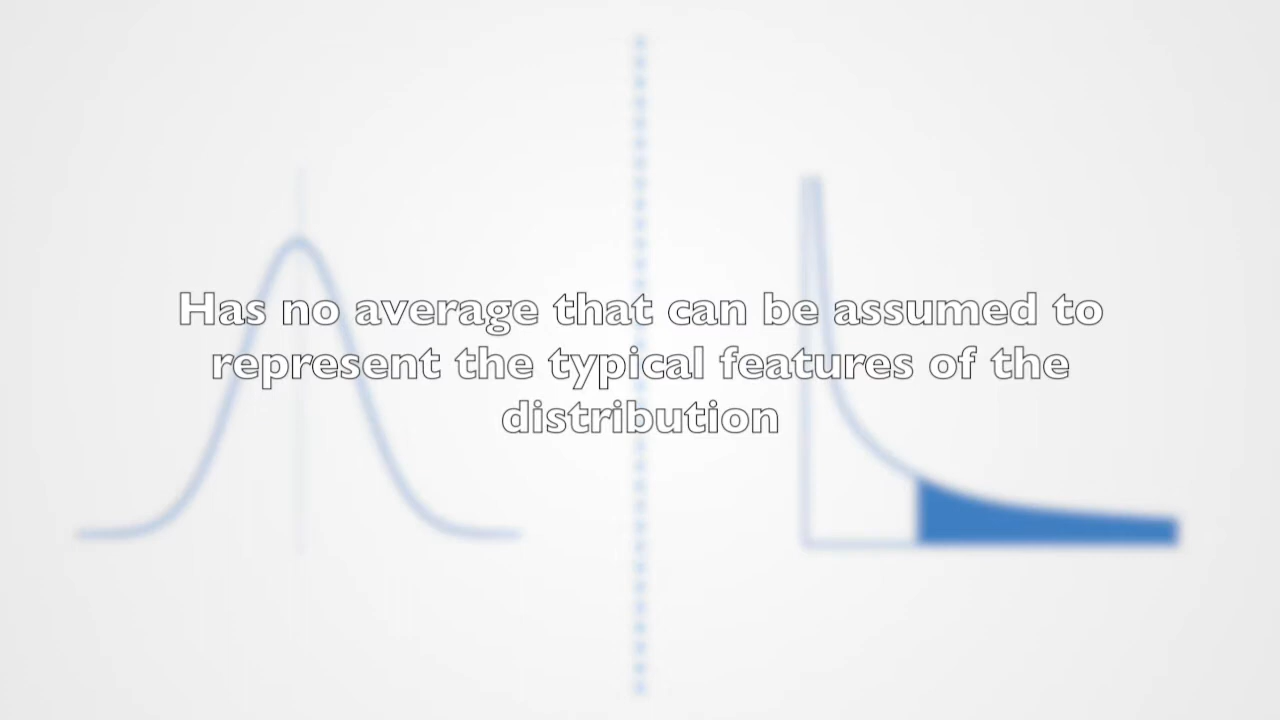 Has no average that can be assumed to
represent the typical features of the
distribution